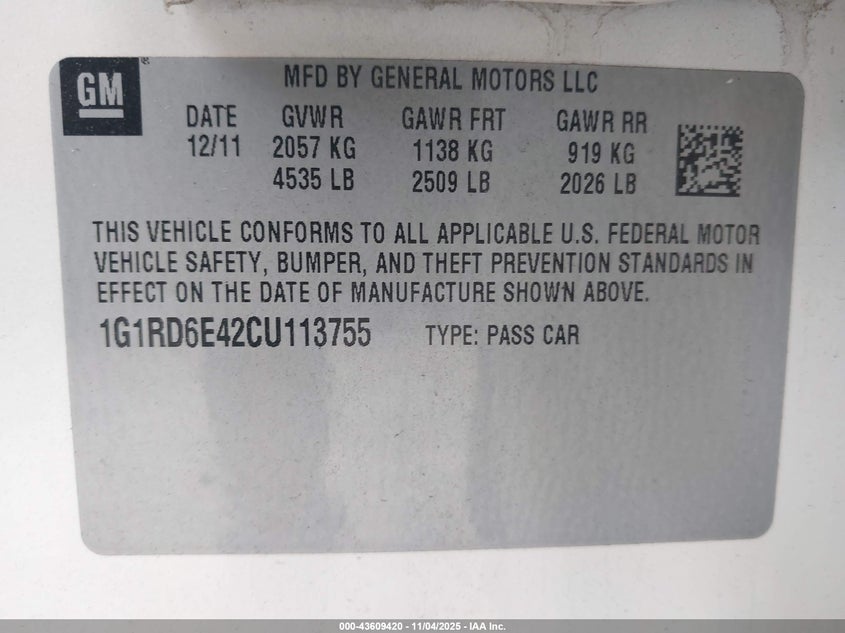 GM
MFD BY GENERAL MOTORS LLC
DATE GVWR GAWR FRT GAWR RR
12/11 2057 KG 1138 KG 919 KG
4535 LB 2509 LB 2026 LB
THIS VEHICLE CONFORMS TO ALL APPLICABLE U.S. FEDERAL MOTOR
VEHICLE SAFETY, BUMPER, AND THEFT PREVENTION STANDARDS IN
EFFECT ON THE DATE OF MANUFACTURE SHOWN ABOVE.
1G1RD6E42CU113755 TYPE: PASS CAR
000-43609420 - 11/04/2025 - IAA Inc.